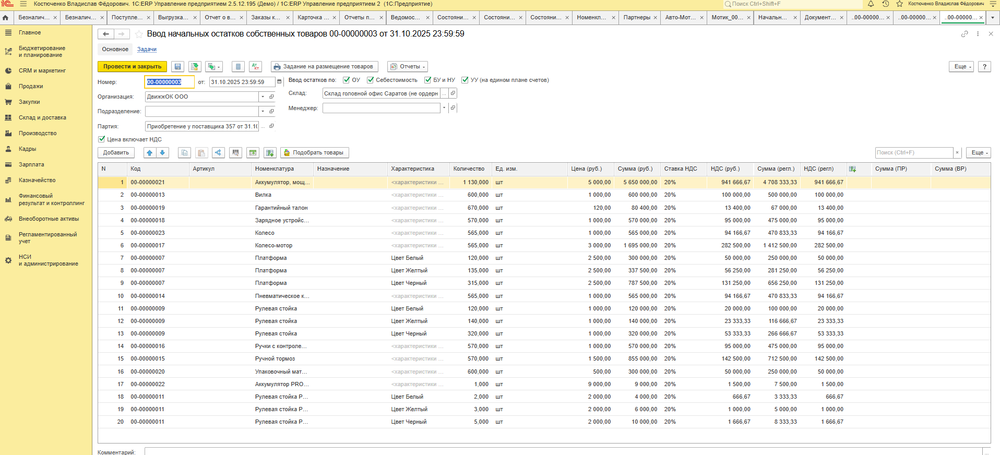 Костюченко Владислав Фёдорович. 1С:ERP Управление предприятием 2.5.12.195 (Демо) / 1С:ERP Управление предприятием 2 (1С:Предприятие)
Поиск Ctrl+Shift+F
Костюченко Владислав Фёдорович
Безналич... Безналич... Поступле... Выгрузка... Отчет о в... Заказы к... Карточка ... Отчеты п... Ведомос... Состояни... Состояни... Состояни... Номенкл... Партнеры Авто-Мот... Мотик_00... Начальн... Документ... ..00-00000... ..00-00000... ..00-00000...
Главное
Бюджетирование
и планирование
CRM и маркетинг
Продажи
Закупки
Склад и доставка
Производство
Кадры
Зарплата
Казначейство
Финансовый
результат и контроллинг
Внеоборотные активы
Регламентированный
учет
НСИ
и администрирование
Ввод начальных остатков собственных товаров 00-00000003 от 31.10.2025 23:59:59
Основное Задачи
Провести и закрыть Дт Кт Задание на размещение товаров Отчеты Еще ?
Номер: 00-00000003 от: 31.10.2025 23:59:59 Ввод остатков по: ОУ Себестоимость БУ и НУ УУ (на едином плане счетов)
Организация: ДвижкОК ООО Склад: Склад головной офис Саратов (не ордерн ...
Подразделение: Менеджер:
Партия: Приобретение у поставщика 357 от 31.10 ...
Цена включает НДС
Добавить Подобрать товары Поиск (Ctrl+F) × Еще
N Код Артикул Номенклатура Назначение Характеристика Количество Ед. изм. Цена (руб.) Сумма (руб.) Ставка НДС НДС (руб.) Сумма (регл.) НДС (регл) Сумма (ПР) Сумма (ВР)
1 00-00000021 Аккумулятор, мощ... <характеристики ... 1 130,000 шт 5 000,00 5 650 000,00 20% 941 666,67 4 708 333,33 941 666,67
2 00-00000013 Вилка <характеристики ... 600,000 шт 1 000,00 600 000,00 20% 100 000,00 500 000,00 100 000,00
3 00-00000019 Гарантийный талон <характеристики ... 670,000 шт 120,00 80 400,00 20% 13 400,00 67 000,00 13 400,00
4 00-00000018 Зарядное устройс... <характеристики ... 570,000 шт 1 000,00 570 000,00 20% 95 000,00 475 000,00 95 000,00
5 00-00000023 Колесо <характеристики ... 565,000 шт 1 000,00 565 000,00 20% 94 166,67 470 833,33 94 166,67
6 00-00000017 Колесо-мотор <характеристики ... 565,000 шт 3 000,00 1 695 000,00 20% 282 500,00 1 412 500,00 282 500,00
7 00-00000007 Платформа Цвет Белый 120,000 шт 2 500,00 300 000,00 20% 50 000,00 250 000,00 50 000,00
8 00-00000007 Платформа Цвет Желтый 135,000 шт 2 500,00 337 500,00 20% 56 250,00 281 250,00 56 250,00
9 00-00000007 Платформа Цвет Черный 315,000 шт 2 500,00 787 500,00 20% 131 250,00 656 250,00 131 250,00
10 00-00000014 Пневматическое к... <характеристики ... 565,000 шт 1 000,00 565 000,00 20% 94 166,67 470 833,33 94 166,67
11 00-00000009 Рулевая стойка Цвет Белый 120,000 шт 1 000,00 120 000,00 20% 20 000,00 100 000,00 20 000,00
12 00-00000009 Рулевая стойка Цвет Желтый 140,000 шт 1 000,00 140 000,00 20% 23 333,33 116 666,67 23 333,33
13 00-00000009 Рулевая стойка Цвет Черный 320,000 шт 1 000,00 320 000,00 20% 53 333,33 266 666,67 53 333,33
14 00-00000016 Ручки с контроле... <характеристики ... 570,000 шт 1 000,00 570 000,00 20% 95 000,00 475 000,00 95 000,00
15 00-00000015 Ручной тормоз <характеристики ... 570,000 шт 1 500,00 855 000,00 20% 142 500,00 712 500,00 142 500,00
16 00-00000020 Упаковочный мат... <характеристики ... 600,000 шт 500,00 300 000,00 20% 50 000,00 250 000,00 50 000,00
17 00-00000022 Аккумулятор PRO... <характеристики ... 1,000 шт 9 000,00 9 000,00 20% 1 500,00 7 500,00 1 500,00
18 00-00000011 Рулевая стойка P... Цвет Белый 2,000 шт 2 000,00 4 000,00 20% 666,67 3 333,33 666,67
19 00-00000011 Рулевая стойка P... Цвет Желтый 3,000 шт 2 000,00 6 000,00 20% 1 000,00 5 000,00 1 000,00
20 00-00000011 Рулевая стойка P... Цвет Черный 5,000 шт 2 000,00 10 000,00 20% 1 666,67 8 333,33 1 666,67
Комментарий: